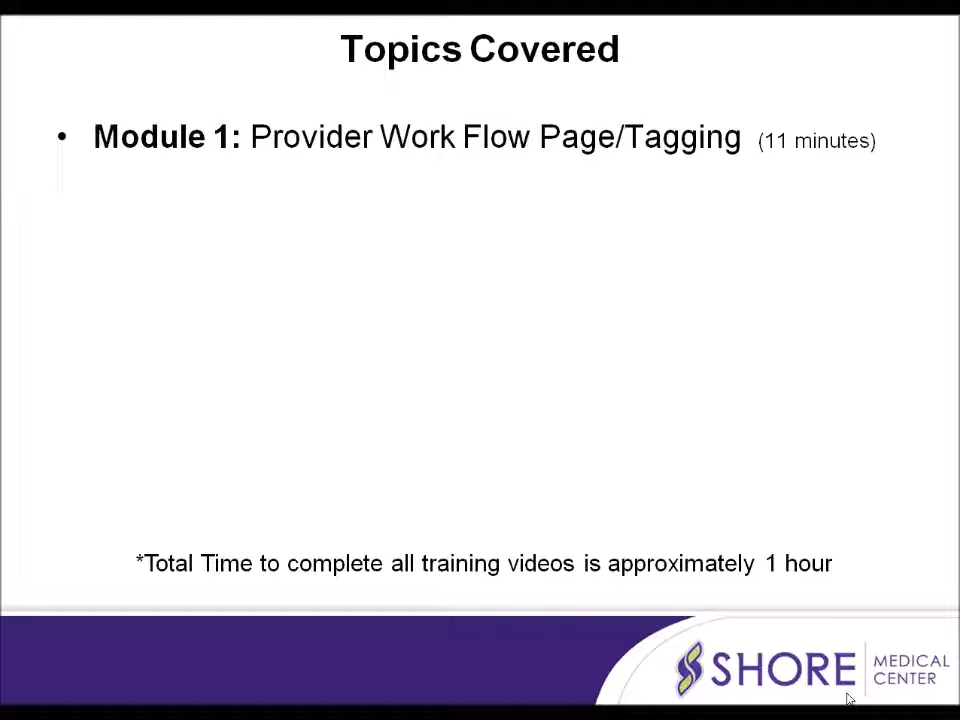 Topics Covered
• Module 1: Provider Work Flow Page/Tagging (11 minutes)
*Total Time to complete all training videos is approximately 1 hour
SHORE MEDICAL
CENTER